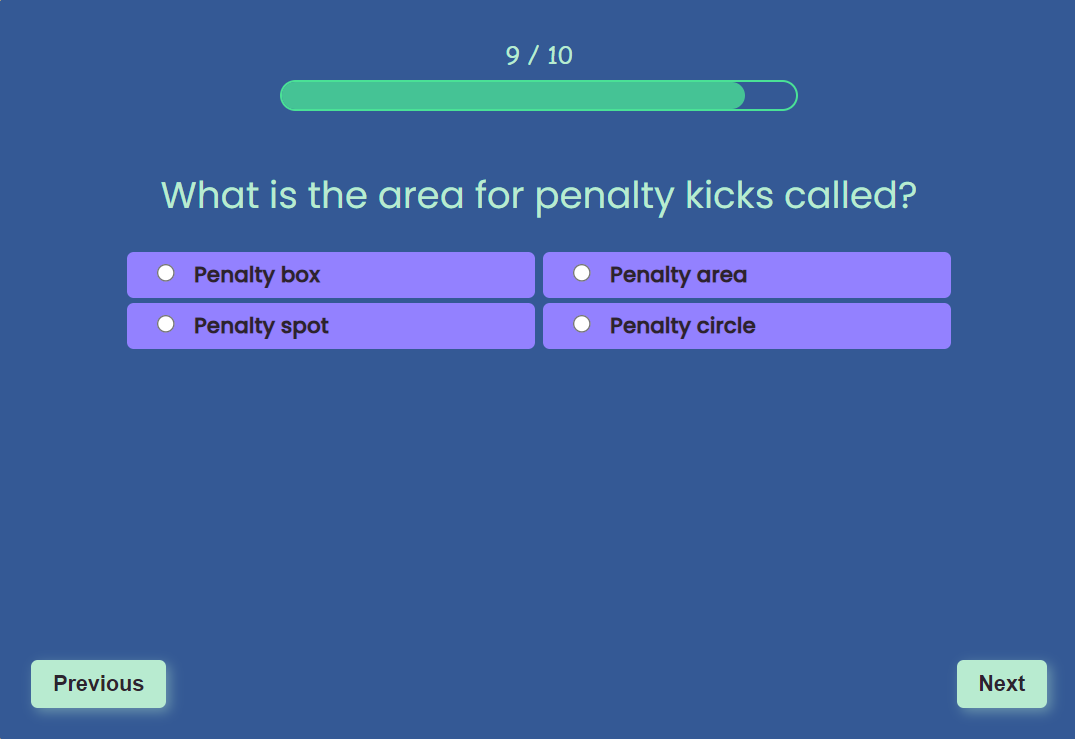 9 / 10
What is the area for penalty kicks called?
Penalty box
Penalty area
Penalty spot
Penalty circle
Previous
Next